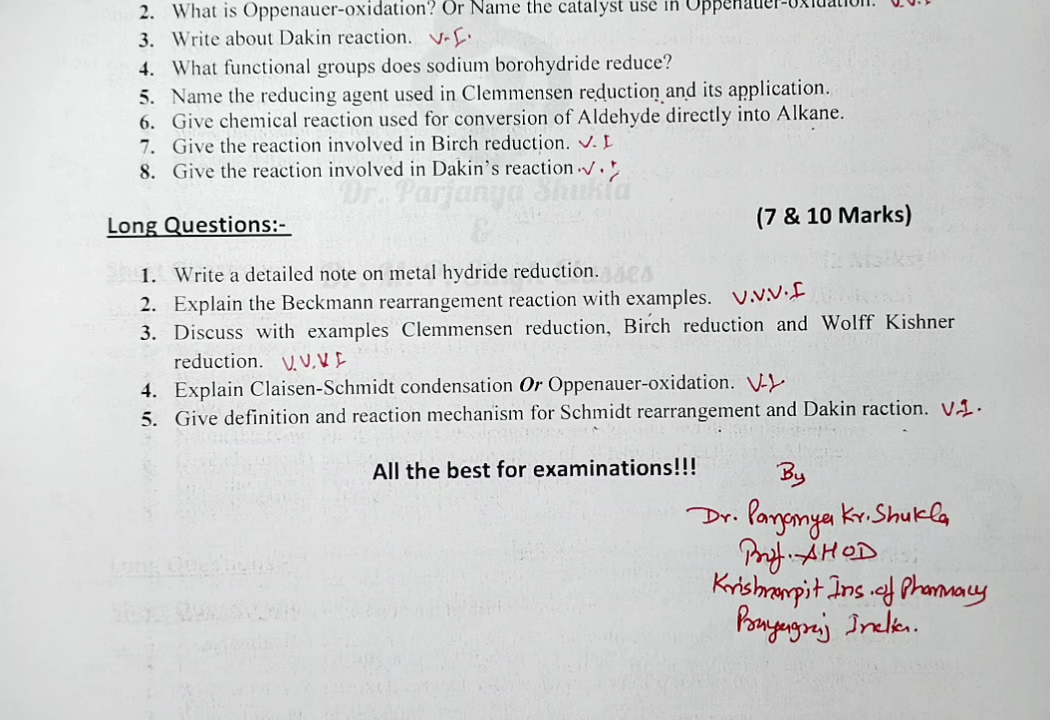 2. What is Oppenauer-oxidation? Or Name the catalyst use in Oppenauer-oxidation. V.V.I
3. Write about Dakin reaction. V-I.
4. What functional groups does sodium borohydride reduce?
5. Name the reducing agent used in Clemmensen reduction and its application.
6. Give chemical reaction used for conversion of Aldehyde directly into Alkane.
7. Give the reaction involved in Birch reduction. V. I
8. Give the reaction involved in Dakin's reaction.V.I
Dr. Parjanya Shukla
&
Long Questions:- (7 & 10 Marks)
1. Write a detailed note on metal hydride reduction.
2. Explain the Beckmann rearrangement reaction with examples. V.V.V.I
3. Discuss with examples Clemmensen reduction, Birch reduction and Wolff Kishner
reduction. V.V.V I
4. Explain Claisen-Schmidt condensation Or Oppenauer-oxidation. V-I
5. Give definition and reaction mechanism for Schmidt rearrangement and Dakin raction. V.I.
All the best for examinations!!!
By
Dr. Parjanya Kr. Shukla
Prof. & HOD
Krishnarpit Ins. of Pharmacy
Prayagraj India.